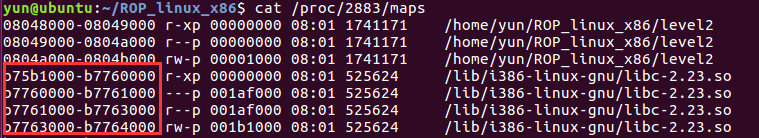 yun@ubuntu:~/ROP_linux_x86$ cat /proc/2883/maps
08048000-08049000 r-xp 00000000 08:01 1741171 /home/yun/ROP_linux_x86/level2
08049000-0804a000 r--p 00000000 08:01 1741171 /home/yun/ROP_linux_x86/level2
0804a000-0804b000 rw-p 00001000 08:01 1741171 /home/yun/ROP_linux_x86/level2
b75b1000-b7760000 r-xp 00000000 08:01 525624 /lib/i386-linux-gnu/libc-2.23.so
b7760000-b7761000 ---p 001af000 08:01 525624 /lib/i386-linux-gnu/libc-2.23.so
b7761000-b7763000 r--p 001af000 08:01 525624 /lib/i386-linux-gnu/libc-2.23.so
b7763000-b7764000 rw-p 001b1000 08:01 525624 /lib/i386-linux-gnu/libc-2.23.so